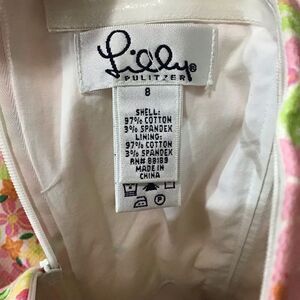 Lilly®
PULITZER
8
SHELL:
97% COTTON
3% SPANDEX
LINING:
97% COTTON
3% SPANDEX
RN# 88189
MADE IN
CHINA
P